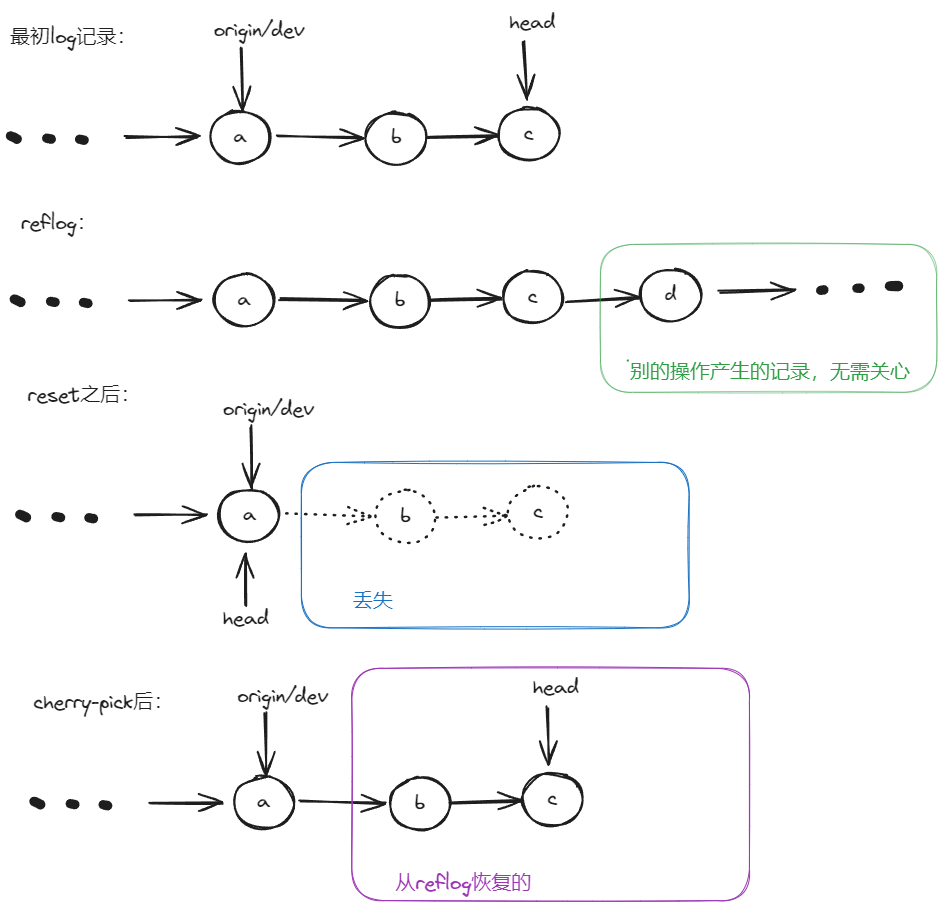 最初log记录：
origin/dev
head
a
b
c
reflog：
a
b
c
d
别的操作产生的记录，无需关心
reset之后：
origin/dev
a
b
c
丢失
head
cherry-pick后：
origin/dev
head
a
b
c
从reflog恢复的